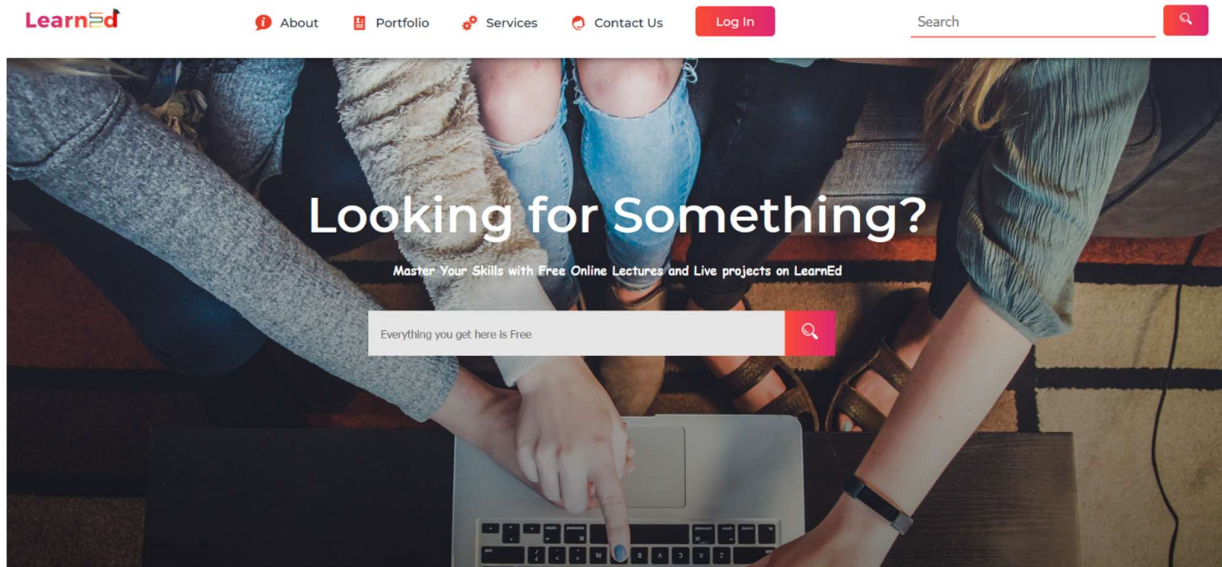 LearnEd
About
Portfolio
Services
Contact Us
Log In
Search
Looking for Something?
Master Your Skills with Free Online Lectures and Live projects on LearnEd
Everything you get here is Free